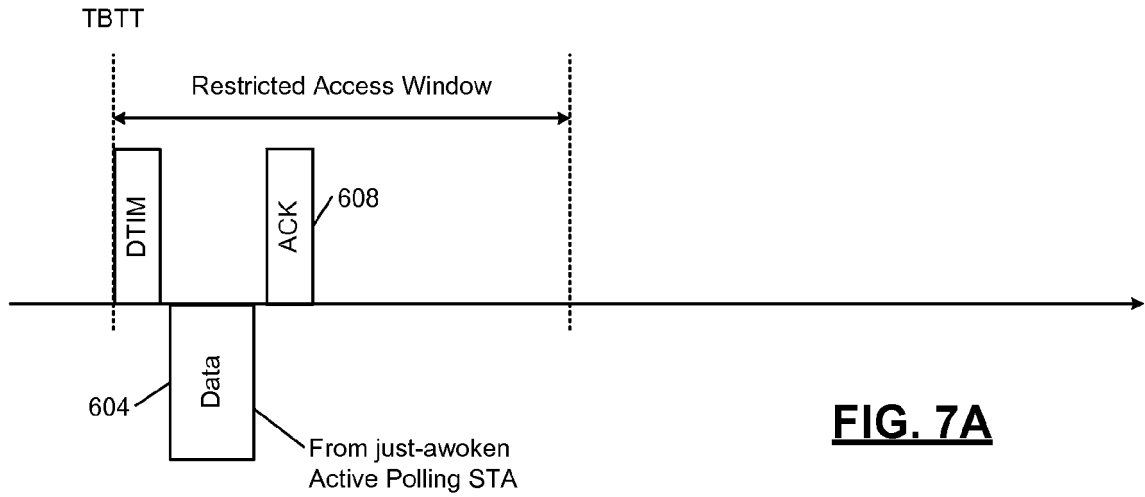 TBTT
Restricted Access Window
DTIM
ACK
608
Data
604
From just-awoken
Active Polling STA
FIG. 7A